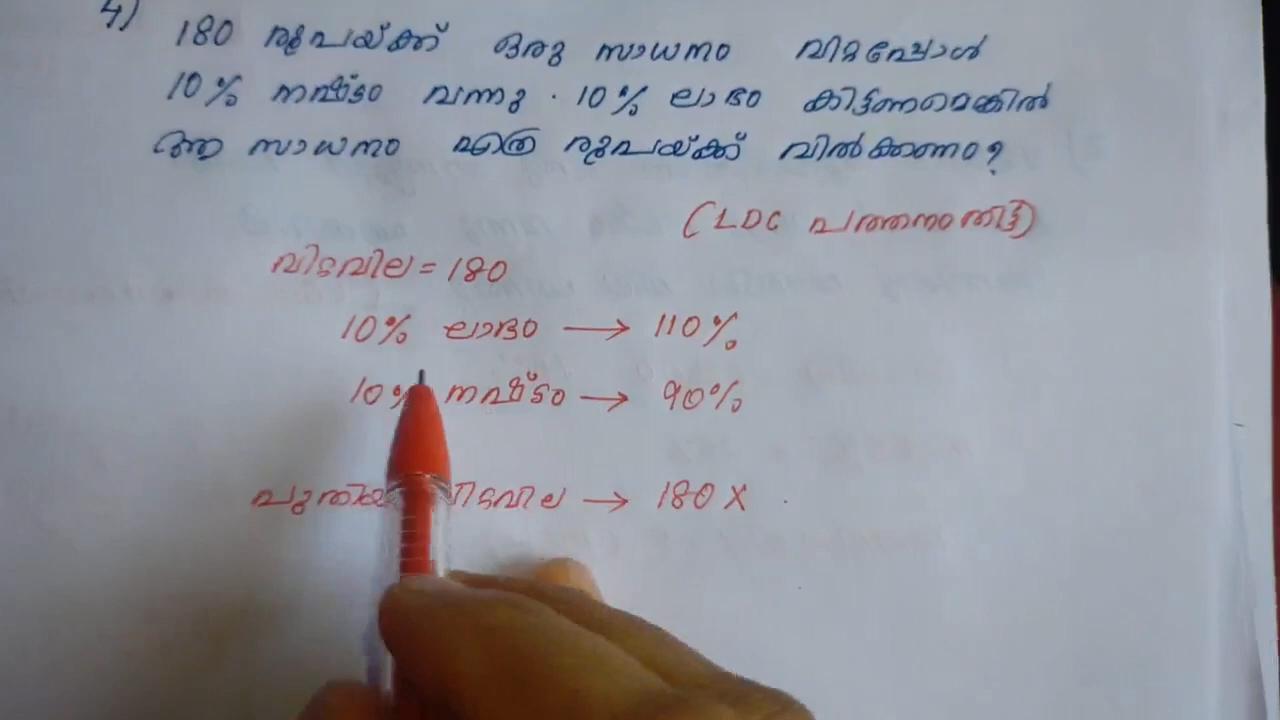 4) 180 രൂപയ്ക്ക് ഒരു സാധനം വിറ്റപ്പോൾ
10% നഷ്ടം വന്നു. 10% ലാഭം കിട്ടണമെങ്കിൽ
ആ സാധനം എത്ര രൂപയ്ക്ക് വിൽക്കണം?
(LDC പത്തനംതിട്ട)
വിറ്റവില = 180
10% ലാഭം → 110%
10% നഷ്ടം → 90%
→ 180 X